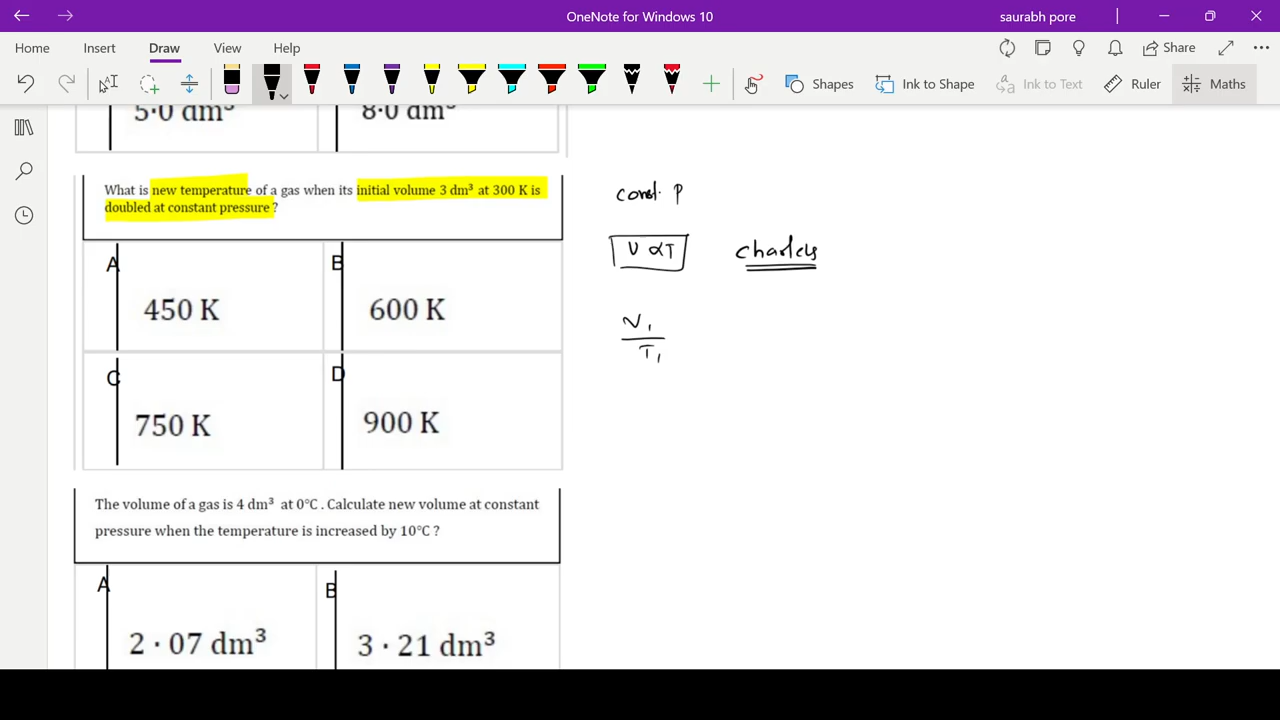 OneNote for Windows 10
saurabh pore
Home Insert Draw View Help
Share
Shapes Ink to Shape Ink to Text Ruler Maths
5·0 dm³ 8·0 dm³
What is new temperature of a gas when its initial volume 3 dm³ at 300 K is
doubled at constant pressure ?
A 450 K
B 600 K
C 750 K
D 900 K
const. P
V ∝ T
V₁
T₁
The volume of a gas is 4 dm³ at 0°C . Calculate new volume at constant
pressure when the temperature is increased by 10°C ?
A 2 · 07 dm³
B 3 · 21 dm³